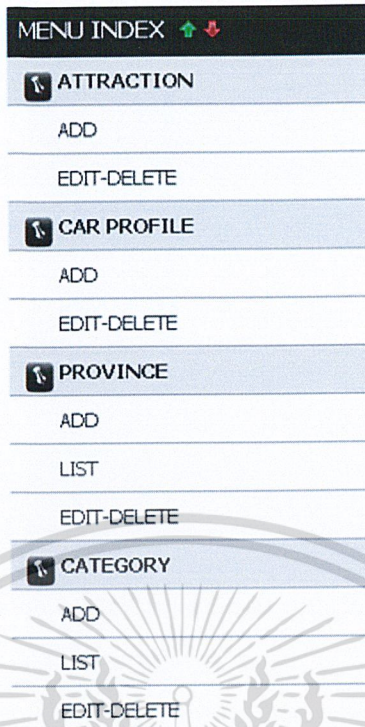 MENU INDEX
ATTRACTION
ADD
EDIT-DELETE
CAR PROFILE
ADD
EDIT-DELETE
PROVINCE
ADD
LIST
EDIT-DELETE
CATEGORY
ADD
LIST
EDIT-DELETE